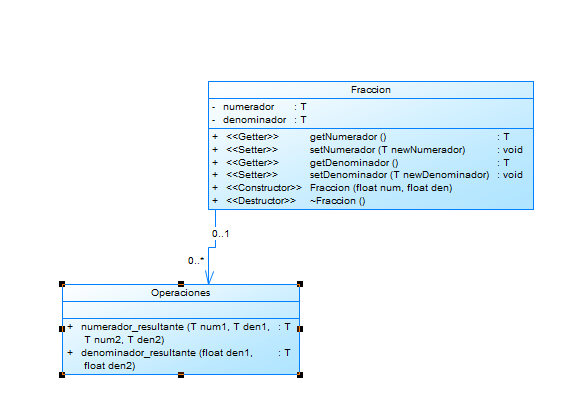 Fraccion
- numerador : T
- denominador : T
+ <<Getter>> getNumerador () : T
+ <<Setter>> setNumerador (T newNumerador) : void
+ <<Getter>> getDenominador () : T
+ <<Setter>> setDenominador (T newDenominador) : void
+ <<Constructor>> Fraccion (float num, float den)
+ <<Destructor>> ~Fraccion ()
0..1
0..*
Operaciones
+ numerador_resultante (T num1, T den1, : T
T num2, T den2)
+ denominador_resultante (float den1, : T
float den2)